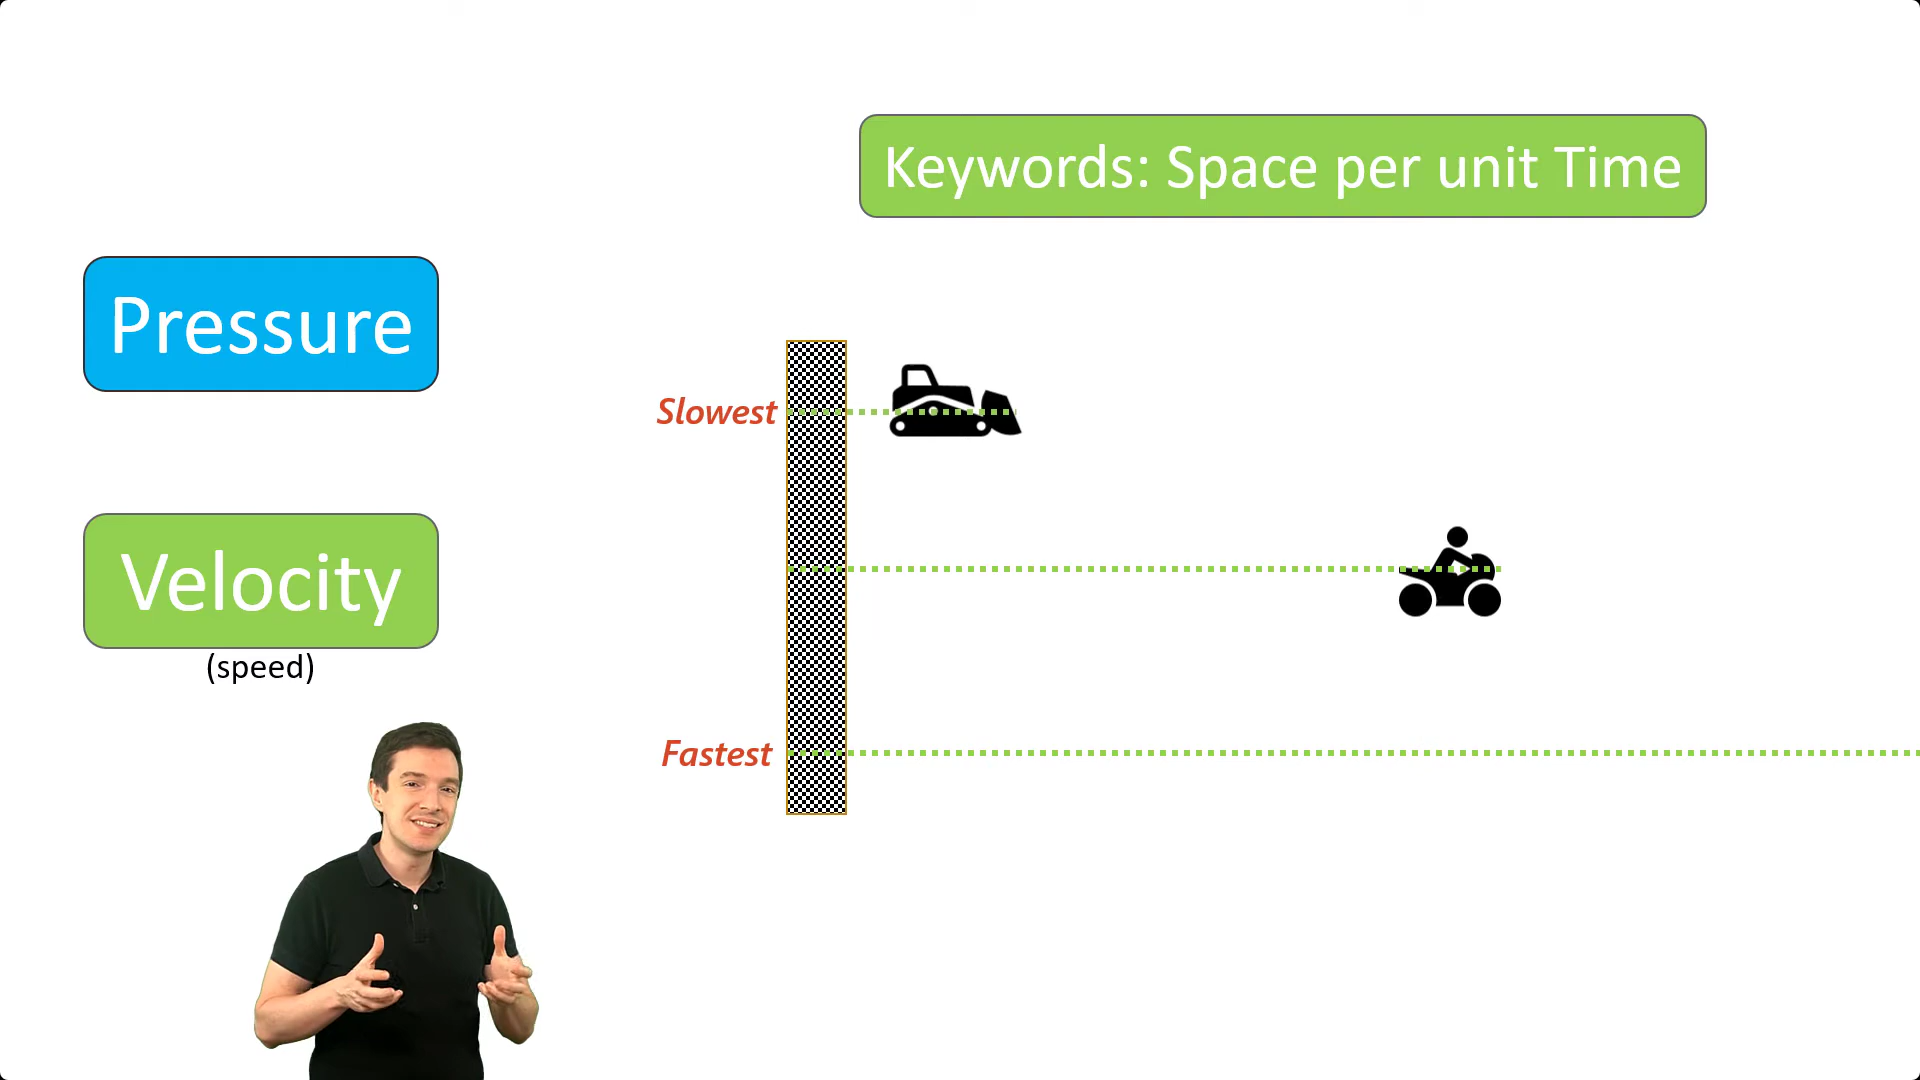 Keywords: Space per unit Time
Pressure
Slowest
Velocity
(speed)
Fastest